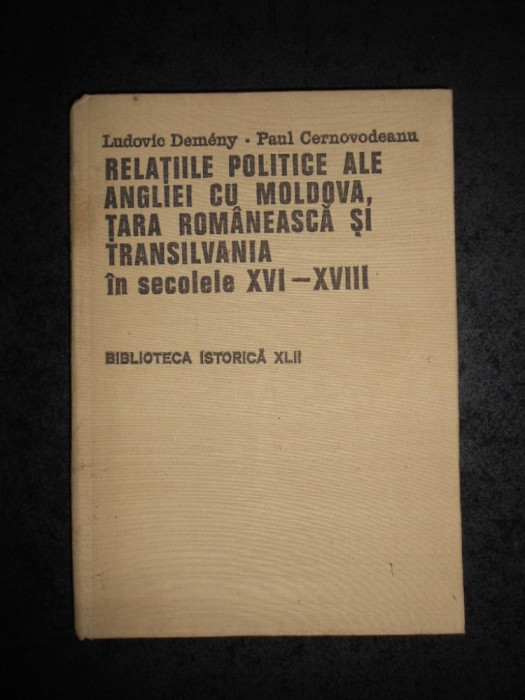 Ludovic Demény • Paul Cernovodeanu
RELAȚIILE POLITICE ALE
ANGLIEI CU MOLDOVA,
ȚARA ROMÂNEASCĂ ȘI
TRANSILVANIA
în secolele XVI–XVIII
BIBLIOTECA ISTORICĂ XLII